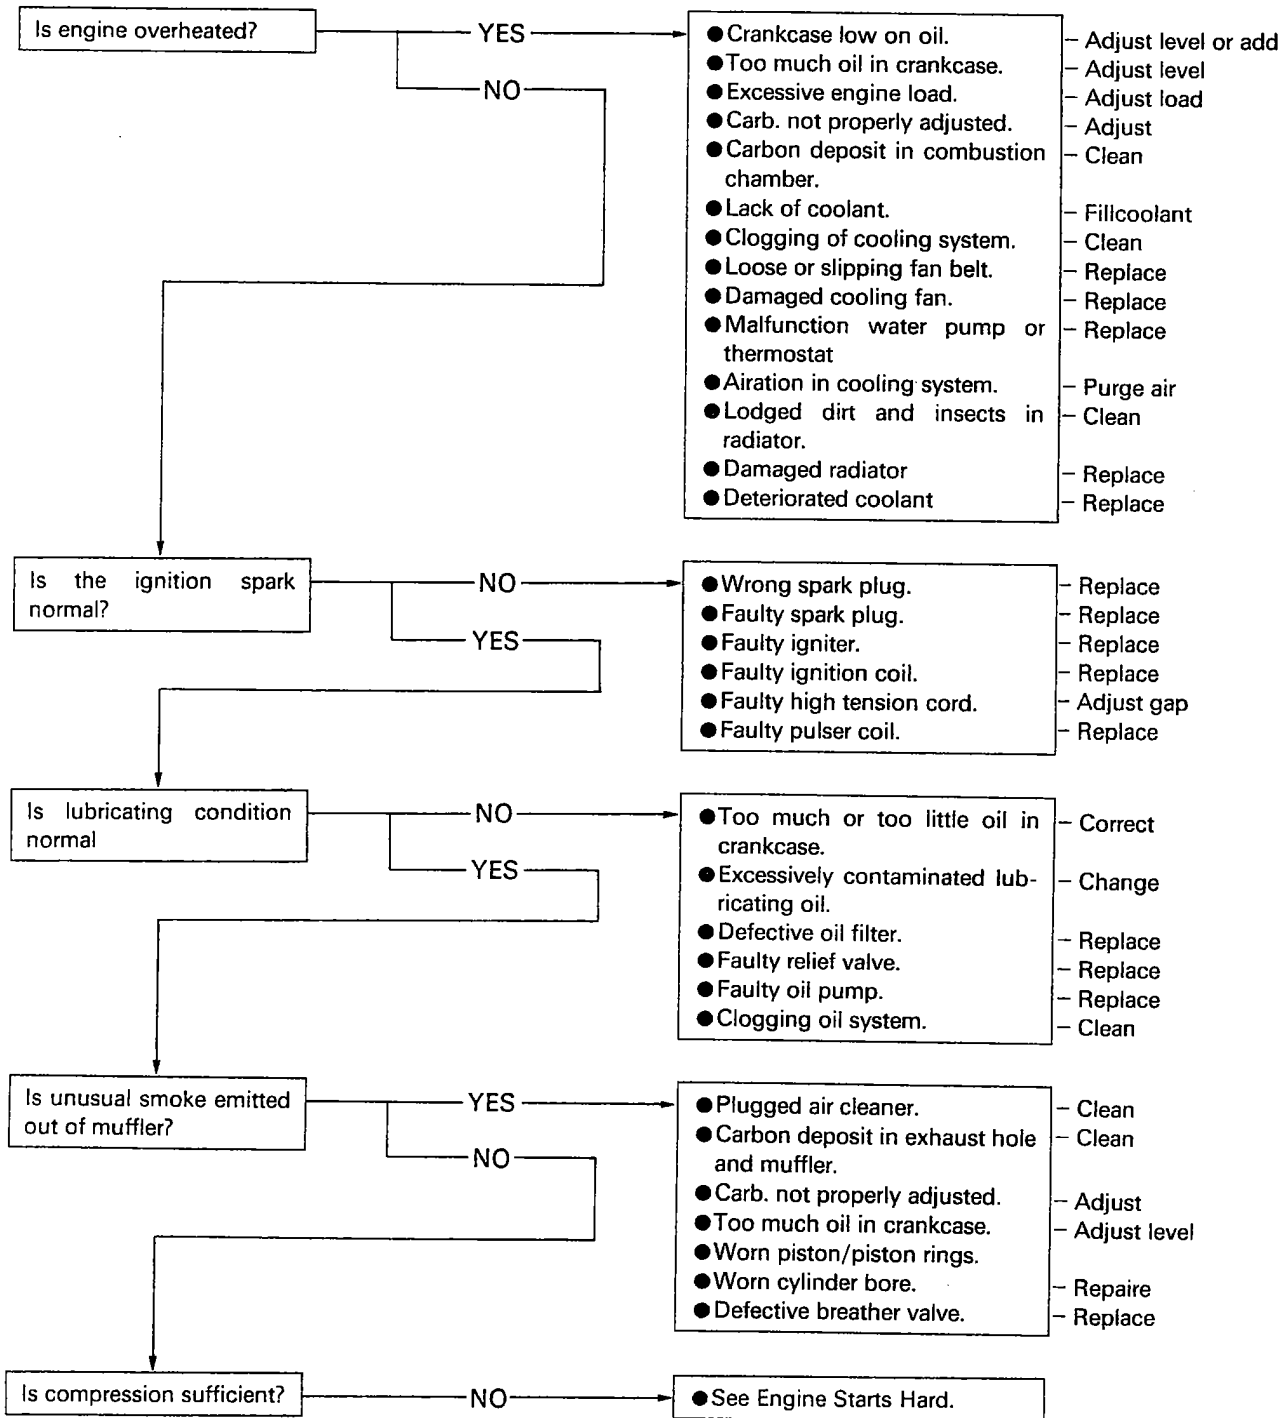 Is engine overheated?
YES
NO
● Crankcase low on oil.
– Adjust level or add
● Too much oil in crankcase.
– Adjust level
● Excessive engine load.
– Adjust load
● Carb. not properly adjusted.
– Adjust
● Carbon deposit in combustion
– Clean
chamber.
● Lack of coolant.
– Fillcoolant
● Clogging of cooling system.
– Clean
● Loose or slipping fan belt.
– Replace
● Damaged cooling fan.
– Replace
● Malfunction water pump or
– Replace
thermostat
● Airation in cooling system.
– Purge air
● Lodged dirt and insects in
– Clean
radiator.
● Damaged radiator
– Replace
● Deteriorated coolant
– Replace
Is the ignition spark
normal?
NO
YES
● Wrong spark plug.
– Replace
● Faulty spark plug.
– Replace
● Faulty igniter.
– Replace
● Faulty ignition coil.
– Replace
● Faulty high tension cord.
– Adjust gap
● Faulty pulser coil.
– Replace
Is lubricating condition
normal
NO
YES
● Too much or too little oil in
– Correct
crankcase.
● Excessively contaminated lub-
– Change
ricating oil.
● Defective oil filter.
– Replace
● Faulty relief valve.
– Replace
● Faulty oil pump.
– Replace
● Clogging oil system.
– Clean
Is unusual smoke emitted
out of muffler?
YES
NO
● Plugged air cleaner.
– Clean
● Carbon deposit in exhaust hole
– Clean
and muffler.
● Carb. not properly adjusted.
– Adjust
● Too much oil in crankcase.
– Adjust level
● Worn piston/piston rings.
● Worn cylinder bore.
– Repaire
● Defective breather valve.
– Replace
Is compression sufficient?
NO
● See Engine Starts Hard.